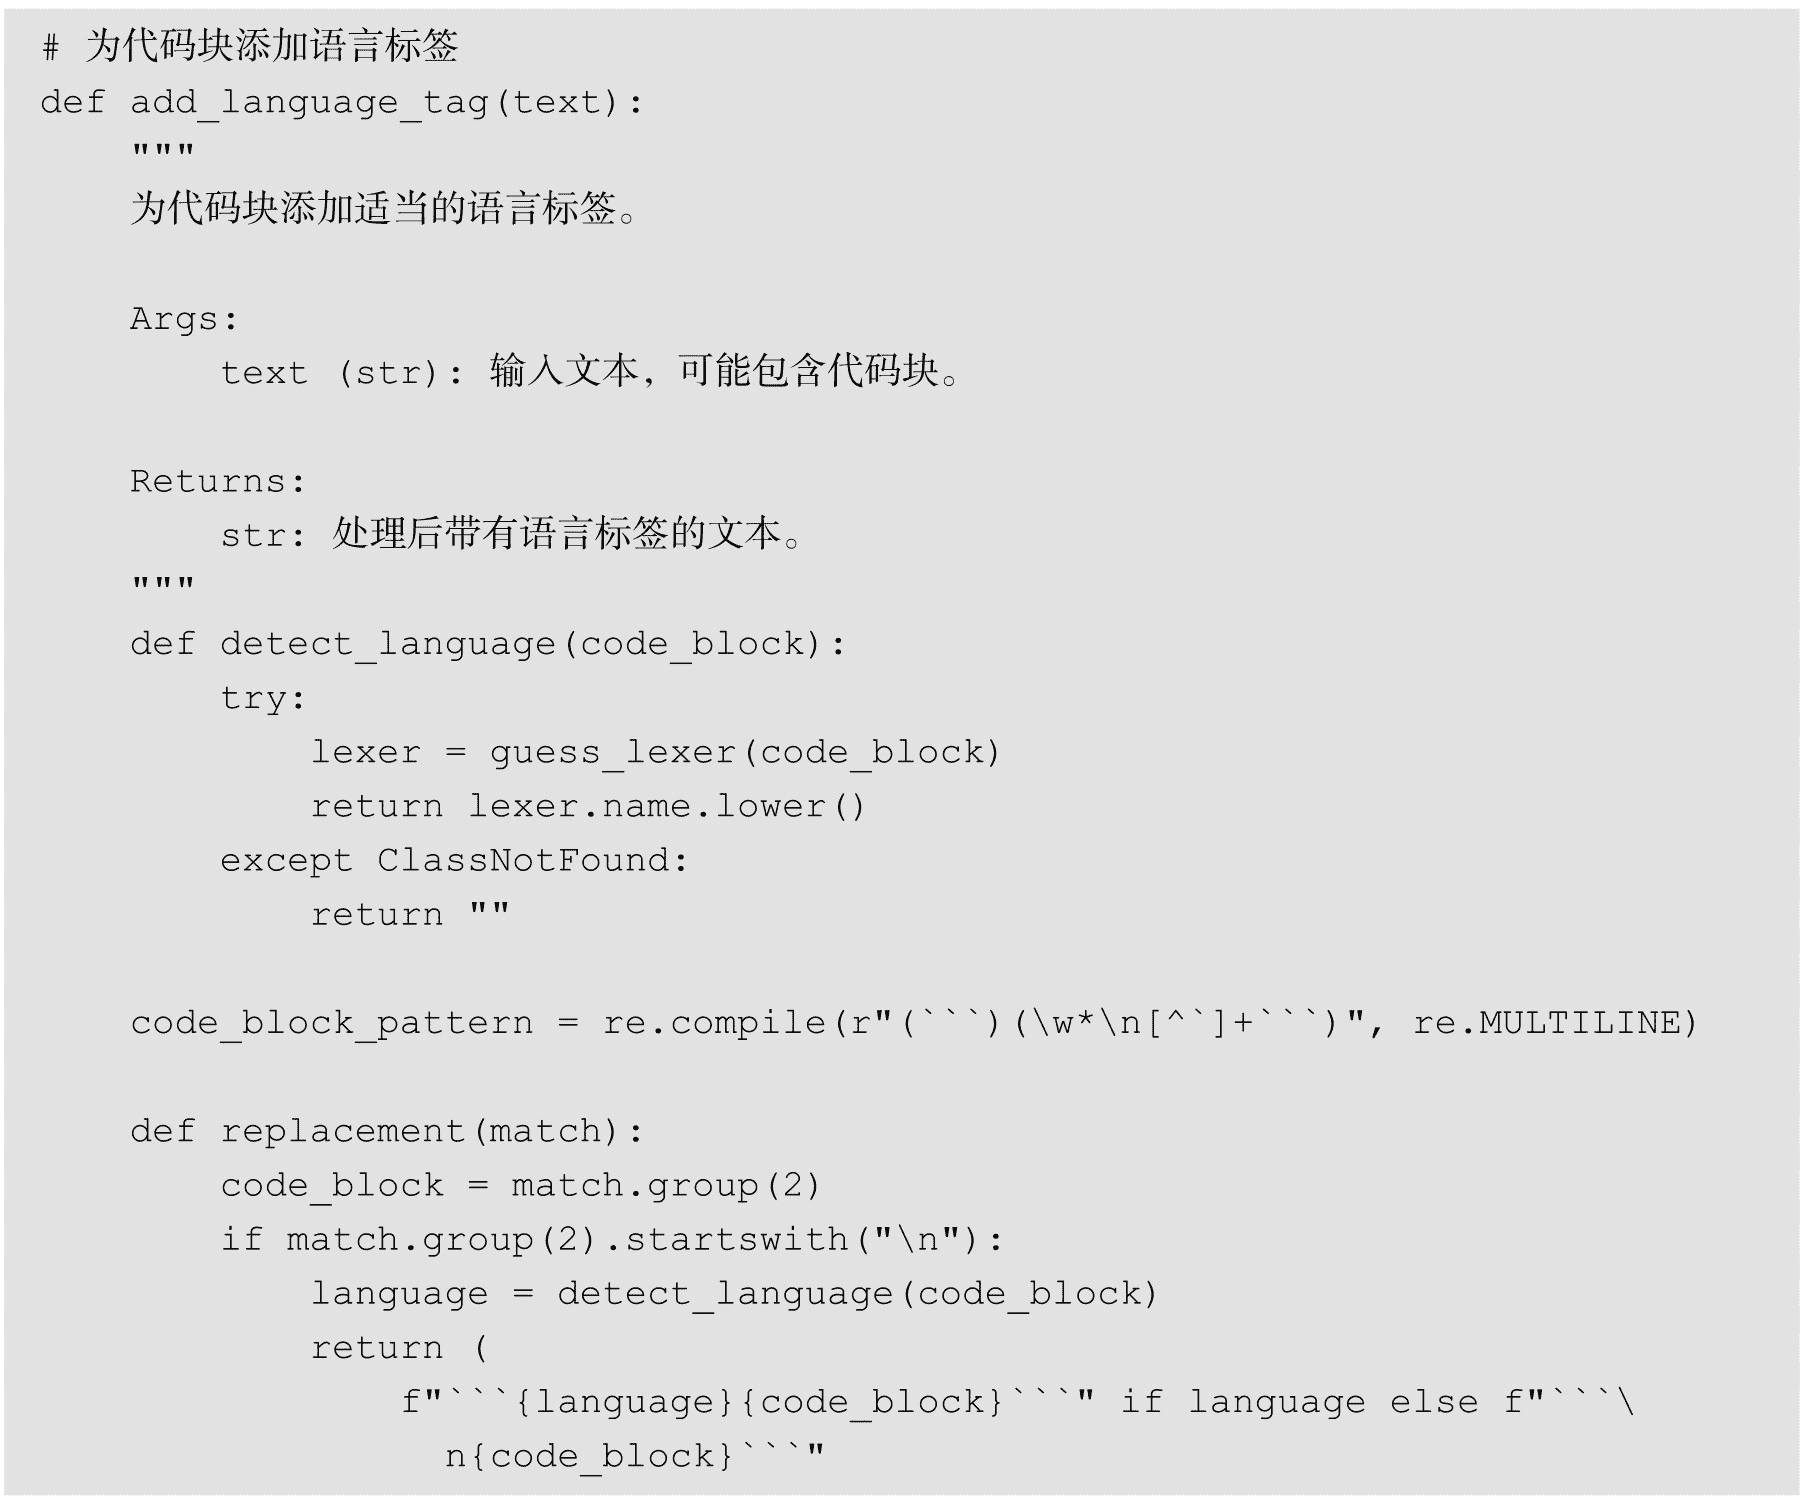 # 为代码块添加语言标签
def add_language_tag(text):
    """
    为代码块添加适当的语言标签。

    Args:
        text (str): 输入文本，可能包含代码块。

    Returns:
        str: 处理后带有语言标签的文本。
    """
    def detect_language(code_block):
        try:
            lexer = guess_lexer(code_block)
            return lexer.name.lower()
        except ClassNotFound:
            return ""

    code_block_pattern = re.compile(r"(```)(\w*\n[^`]+```)", re.MULTILINE)

    def replacement(match):
        code_block = match.group(2)
        if match.group(2).startswith("\n"):
            language = detect_language(code_block)
            return (
                f"```{language}{code_block}```" if language else f"```\
                  n{code_block}```"